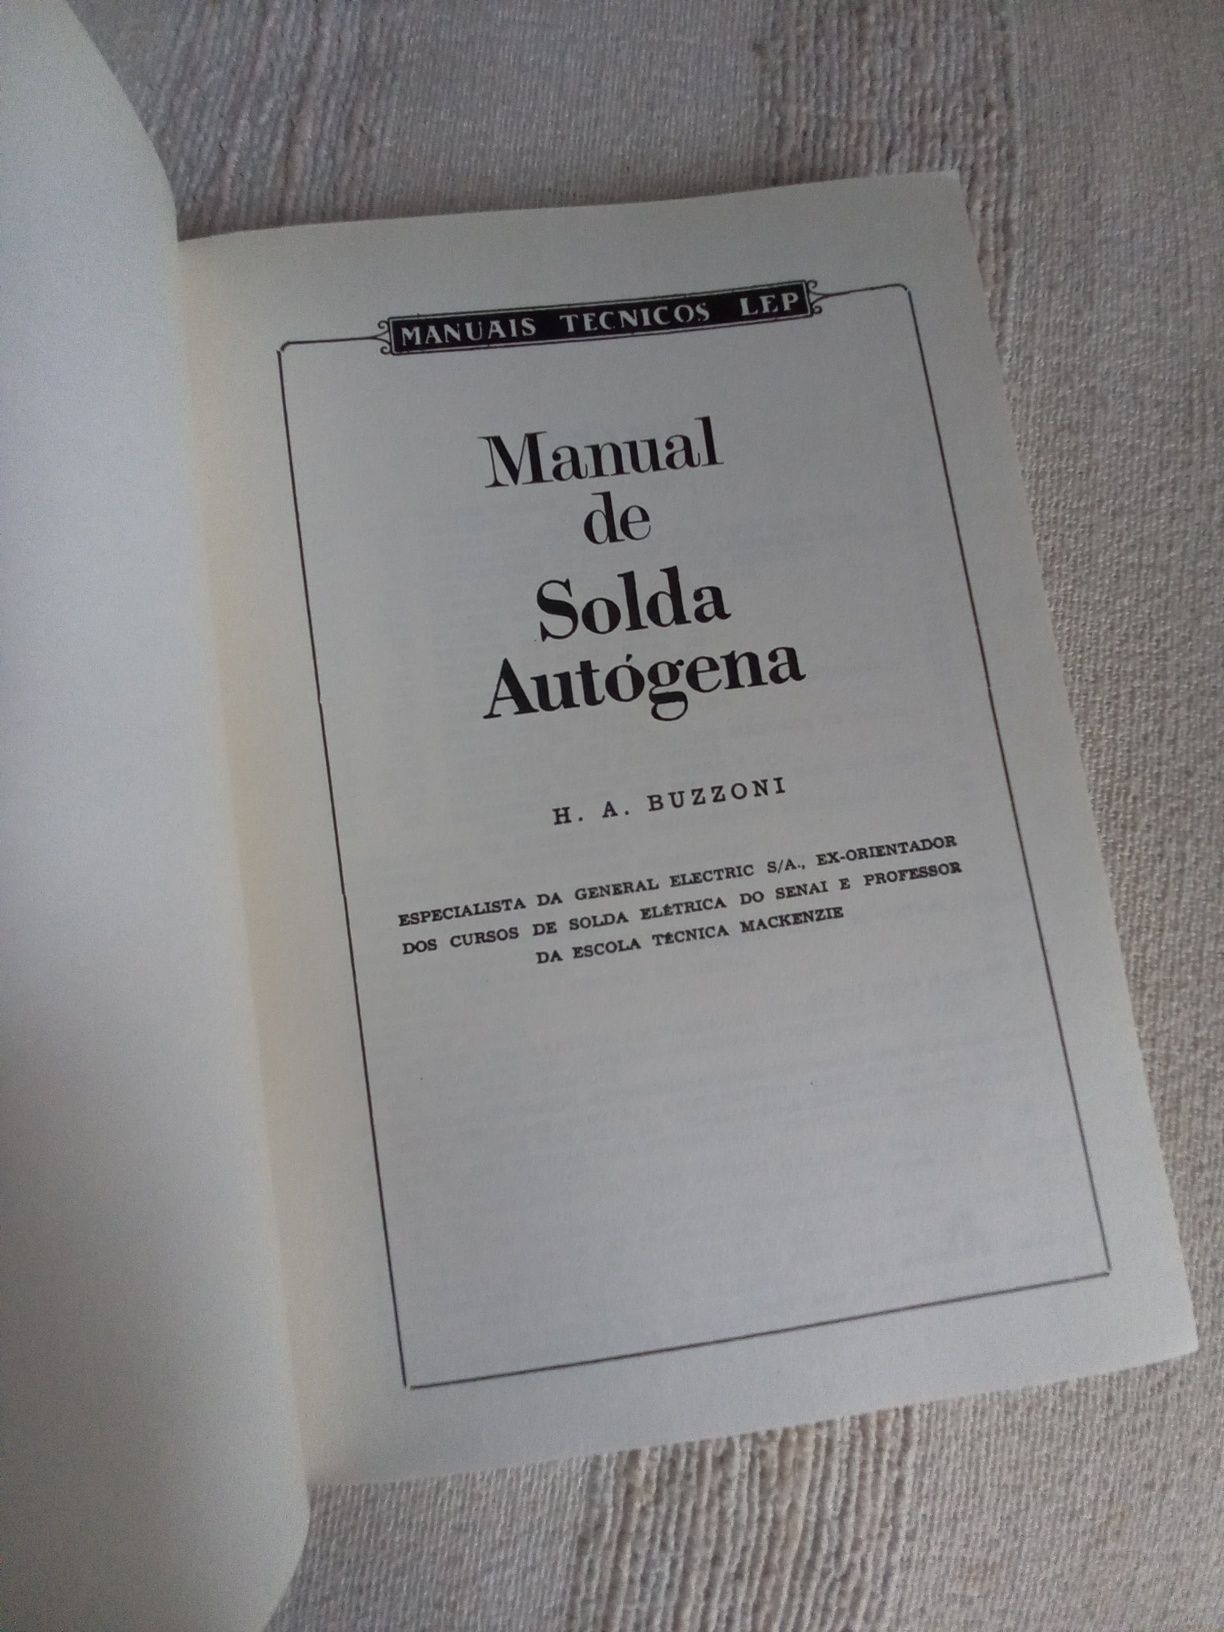 MANUAIS TECNICOS LEP
Manual
de
Solda
Autógena
H. A. BUZZONI
ESPECIALISTA DA GENERAL ELECTRIC S/A., EX-ORIENTADOR
DOS CURSOS DE SOLDA ELÉTRICA DO SENAI E PROFESSOR
DA ESCOLA TÉCNICA MACKENZIE